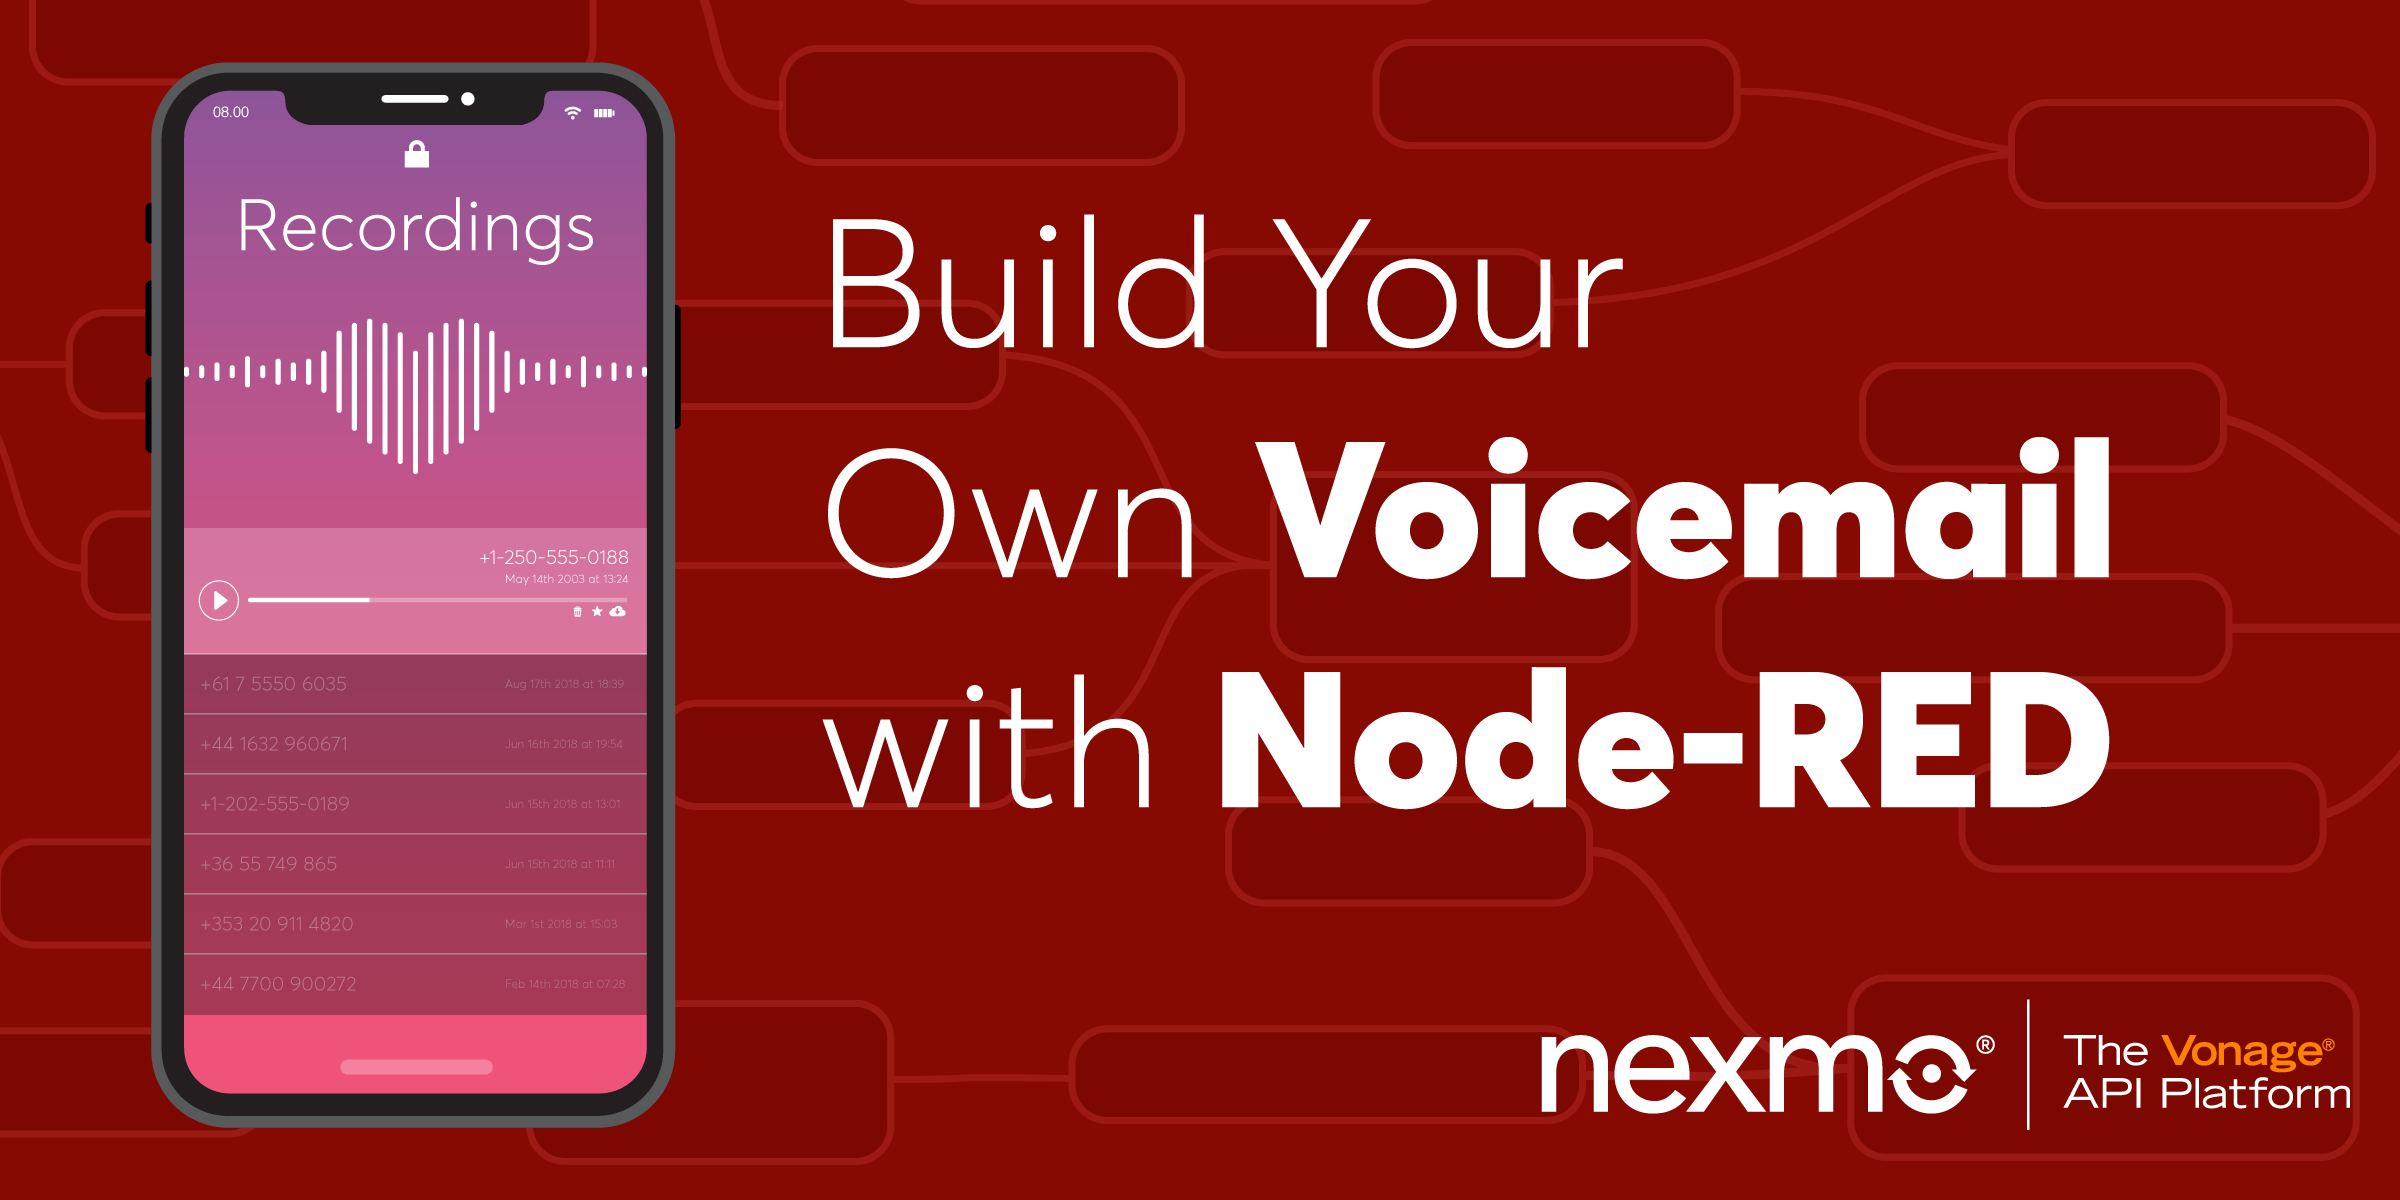 08.00
Recordings
+1-250-555-0188
May 14th 2003 at 13:24
+61 7 5550 6035 Aug 17th 2018 at 18:39
+44 1632 960671 Jun 16th 2018 at 19:54
+1-202-555-0189 Jun 15th 2018 at 13:01
+36 55 749 865 Jun 15th 2018 at 11:11
+353 20 911 4820 Mar 1st 2018 at 15:03
+44 7700 900272 Feb 14th 2018 at 07:28
Build Your
Own Voicemail
with Node-RED
nexmo®
The Vonage®
API Platform